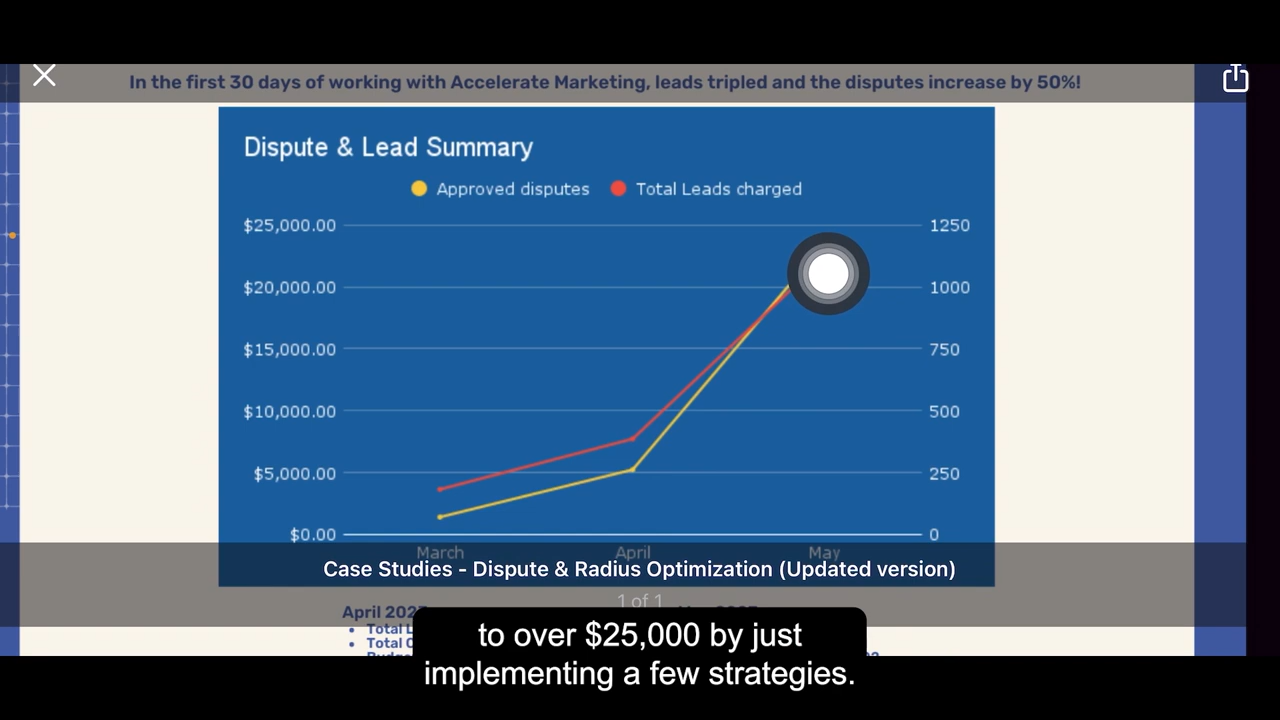 In the first 30 days of working with Accelerate Marketing, leads tripled and the disputes increase by 50%!
Dispute & Lead Summary
Approved disputes Total Leads charged
$25,000.00 1250
$20,000.00 1000
$15,000.00 750
$10,000.00 500
$5,000.00 250
$0.00 0
March April May
Case Studies - Dispute & Radius Optimization (Updated version)
1 of 1
April
Total
Total
to over $25,000 by just
implementing a few strategies.